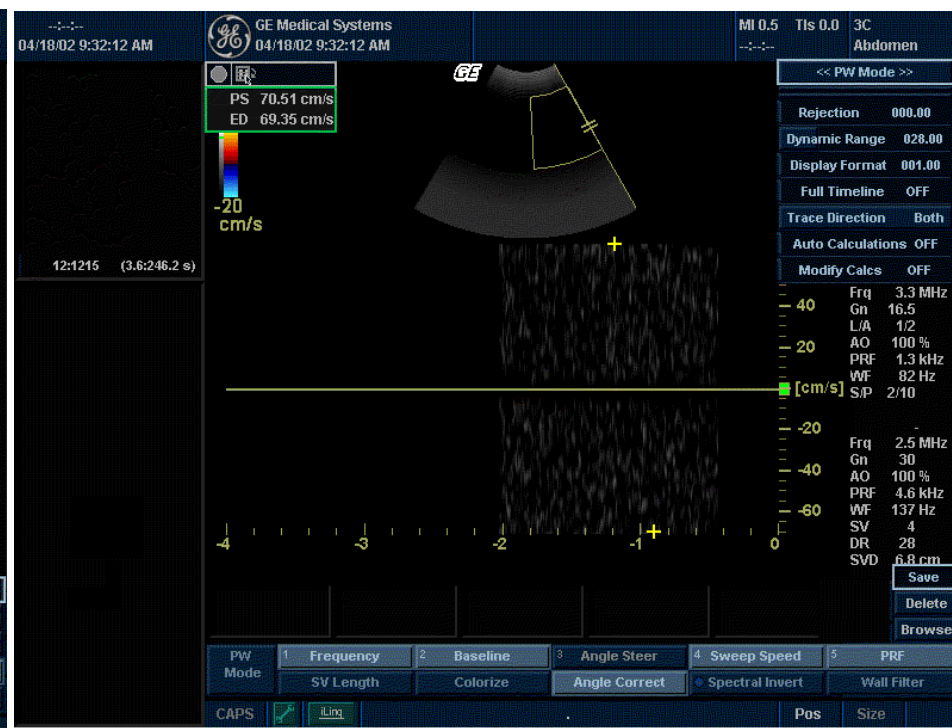 --:--:--
04/18/02 9:32:12 AM
GE Medical Systems
04/18/02 9:32:12 AM
MI 0.5 TIs 0.0
--:--:--
3C
Abdomen
GE
PS 70.51 cm/s
ED 69.35 cm/s
-20
cm/s
12:1215 (3.6:246.2 s)
<< PW Mode >>
Rejection 000.00
Dynamic Range 028.00
Display Format 001.00
Full Timeline OFF
Trace Direction Both
Auto Calculations OFF
Modify Calcs OFF
40
20
[cm/s]
-20
-40
-60
-4 -3 -2 -1 0
Frq 3.3 MHz
Gn 16.5
L/A 1/2
AO 100 %
PRF 1.3 kHz
WF 82 Hz
S/P 2/10
-
Frq 2.5 MHz
Gn 30
AO 100 %
PRF 4.6 kHz
WF 137 Hz
SV 4
DR 28
SVD 6.8 cm
Save
Delete
Browse
PW Mode
1 Frequency
2 Baseline
3 Angle Steer
4 Sweep Speed
5 PRF
SV Length
Colorize
Angle Correct
Spectral Invert
Wall Filter
CAPS
iLinq
.
Pos
Size